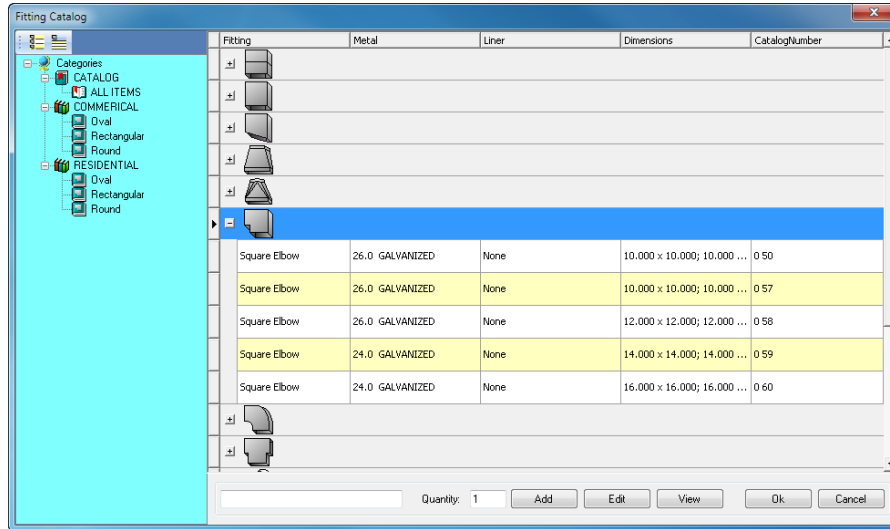 Fitting Catalog
Categories
CATALOG
ALL ITEMS
COMMERICAL
Oval
Rectangular
Round
RESIDENTIAL
Oval
Rectangular
Round
Fitting Metal Liner Dimensions CatalogNumber
Square Elbow 26.0 GALVANIZED None 10.000 x 10.000; 10.000 ... 0 50
Square Elbow 26.0 GALVANIZED None 10.000 x 10.000; 10.000 ... 0 57
Square Elbow 26.0 GALVANIZED None 12.000 x 12.000; 12.000 ... 0 58
Square Elbow 24.0 GALVANIZED None 14.000 x 14.000; 14.000 ... 0 59
Square Elbow 24.0 GALVANIZED None 16.000 x 16.000; 16.000 ... 0 60
Quantity: 1 Add Edit View Ok Cancel